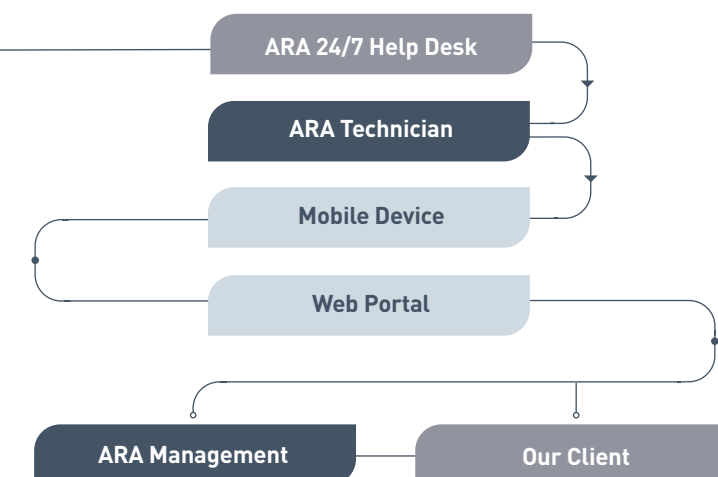 ARA 24/7 Help Desk
ARA Technician
Mobile Device
Web Portal
ARA Management
Our Client